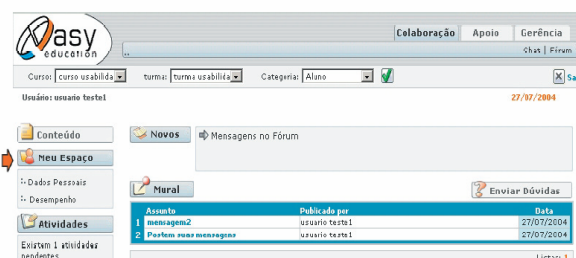 easy
education
Colaboração Apoio Gerência
..
Chat | Fórum
Curso: curso usabilida turma: turma usabilida Categoria: Aluno
X Sa
Usuário: usuario teste1
27/07/2004
Conteúdo
Novos
Mensagens no Fórum
Meu Espaço
Dados Pessoais
Desempenho
Mural
Enviar Dúvidas
Assunto Publicado por Data
1 mensagem2 usuario teste1 27/07/2004
2 Postem suas mensagens usuario teste1 27/07/2004
Atividades
Existem 1 atividades
pendentes